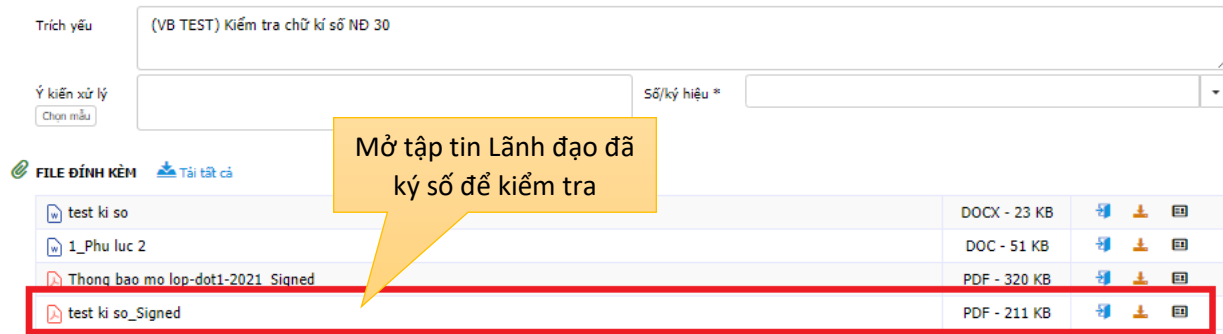 Trích yếu
(VB TEST) Kiểm tra chữ kí số NĐ 30
Ý kiến xử lý
Chọn mẫu
Số/ký hiệu *
Mở tập tin Lãnh đạo đã
ký số để kiểm tra
FILE ĐÍNH KÈM Tải tất cả
test ki so DOCX - 23 KB
1_Phu luc 2 DOC - 51 KB
Thong bao mo lop-dot1-2021_Signed PDF - 320 KB
test ki so_Signed PDF - 211 KB